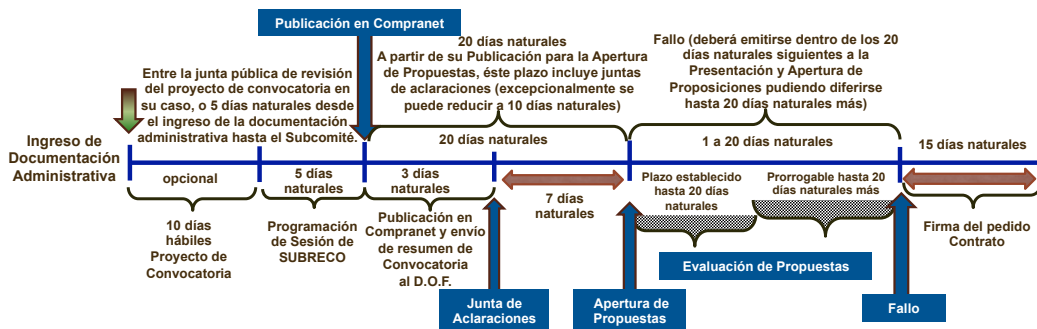 Publicación en Compranet
Entre la junta pública de revisión
del proyecto de convocatoria en
su caso, o 5 días naturales desde
el ingreso de la documentación
administrativa hasta el Subcomité.
20 días naturales
A partir de su Publicación para la Apertura
de Propuestas, éste plazo incluye juntas
de aclaraciones (excepcionalmente se
puede reducir a 10 días naturales)
Fallo (deberá emitirse dentro de los 20
días naturales siguientes a la
Presentación y Apertura de
Proposiciones pudiendo diferirse
hasta 20 días naturales más)
Ingreso de
Documentación
Administrativa
20 días naturales
1 a 20 días naturales
15 días naturales
opcional
5 días
naturales
3 días
naturales
7 días
naturales
Plazo establecido
hasta 20 días
naturales
Prorrogable hasta 20
días naturales más
10 días
hábiles
Proyecto de
Convocatoria
Programación
de Sesión de
SUBRECO
Publicación en
Compranet y envío
de resumen de
Convocatoria
al D.O.F.
Evaluación de Propuestas
Firma del pedido
Contrato
Junta de
Aclaraciones
Apertura de
Propuestas
Fallo